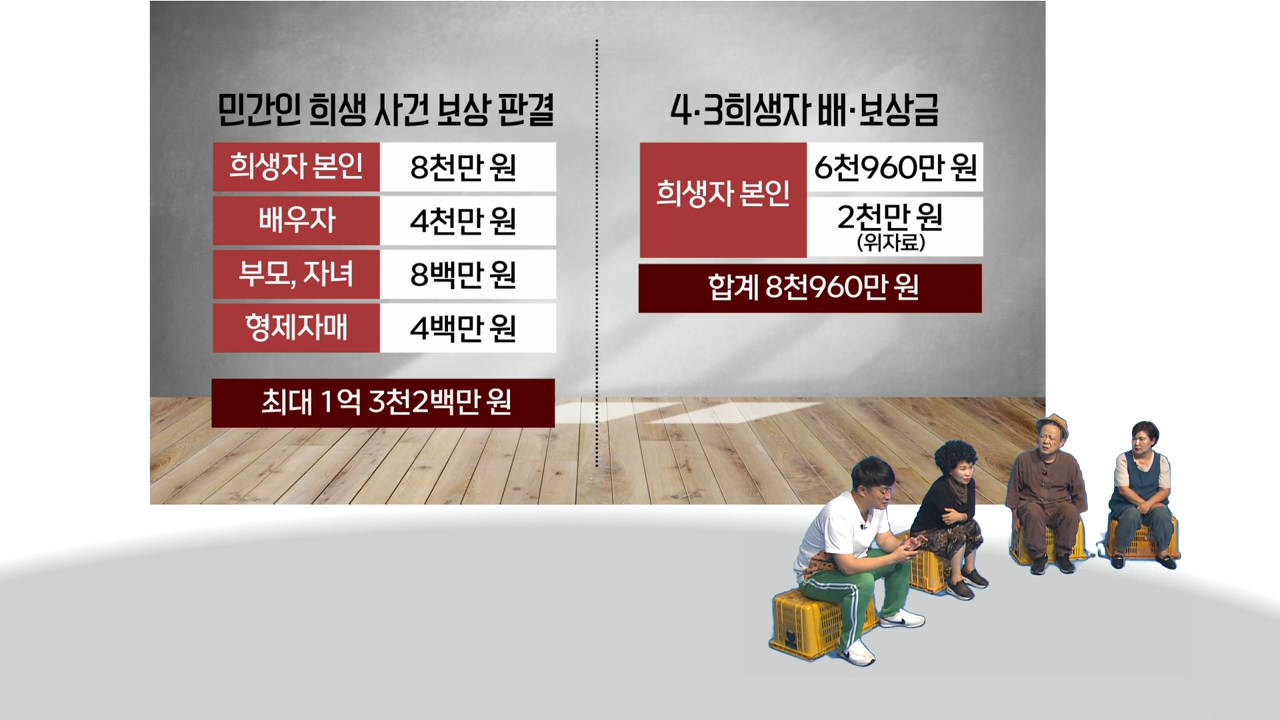 민간인 희생 사건 보상 판결
희생자 본인 8천만 원
배우자 4천만 원
부모, 자녀 8백만 원
형제자매 4백만 원
최대 1억 3천2백만 원
4·3희생자 배·보상금
희생자 본인
6천960만 원
2천만 원
(위자료)
합계 8천960만 원